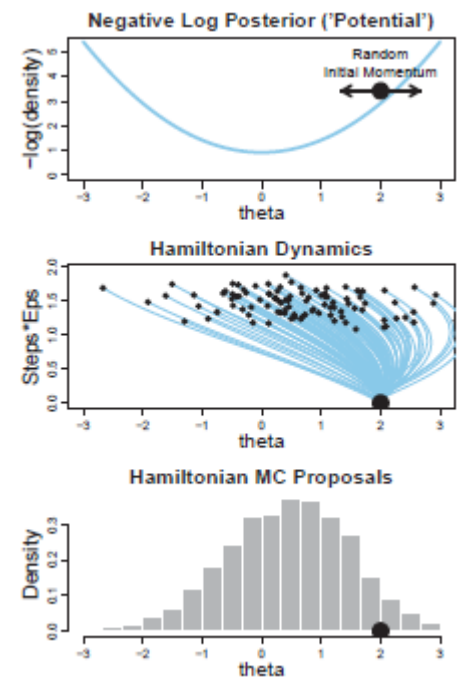 Negative Log Posterior ('Potential')
−log(density)
0 1 2 3 4 5
Random
Initial Momentum
−3 −2 −1 0 1 2 3
theta
Hamiltonian Dynamics
Steps*Eps
0.0 0.5 1.0 1.5 2.0
−3 −2 −1 0 1 2 3
theta
Hamiltonian MC Proposals
Density
0.0 0.1 0.2 0.3
−3 −2 −1 0 1 2 3
theta